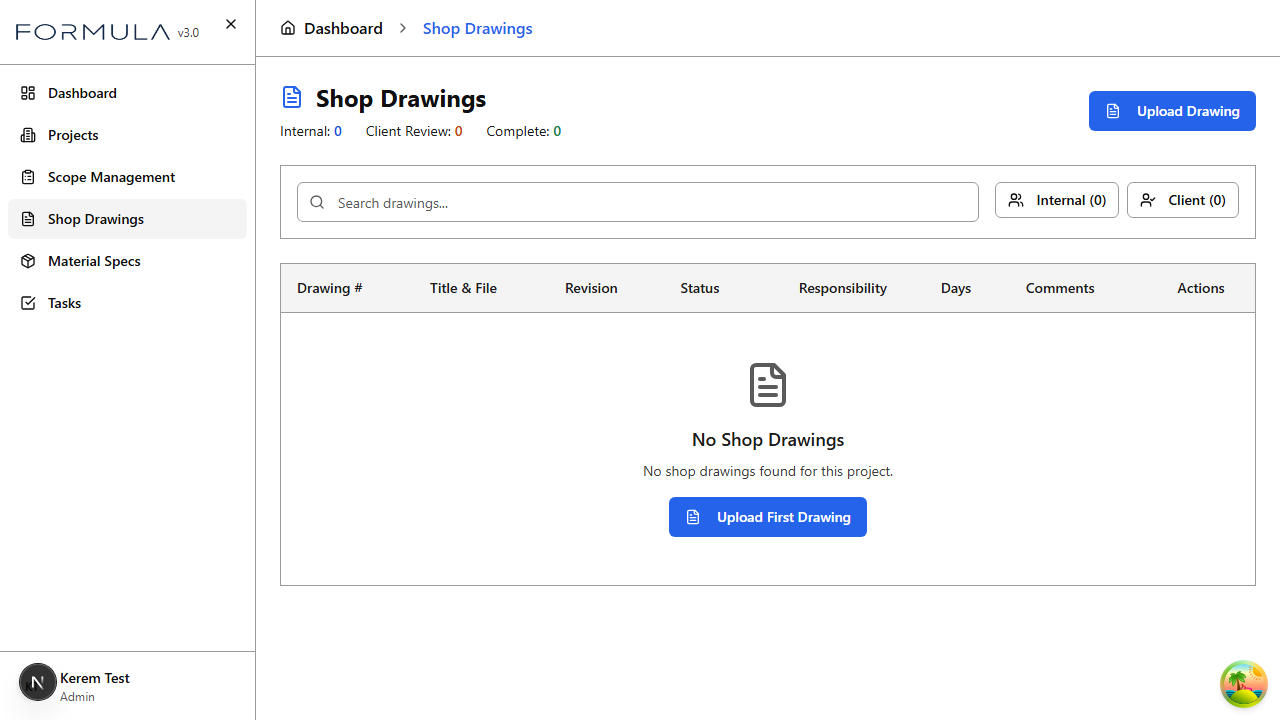 FORMULA v3.0
Dashboard
Projects
Scope Management
Shop Drawings
Material Specs
Tasks
N
Kerem Test
Admin
Dashboard > Shop Drawings
Shop Drawings
Internal: 0 Client Review: 0 Complete: 0
Upload Drawing
Search drawings...
Internal (0)
Client (0)
Drawing # Title & File Revision Status Responsibility Days Comments Actions
No Shop Drawings
No shop drawings found for this project.
Upload First Drawing